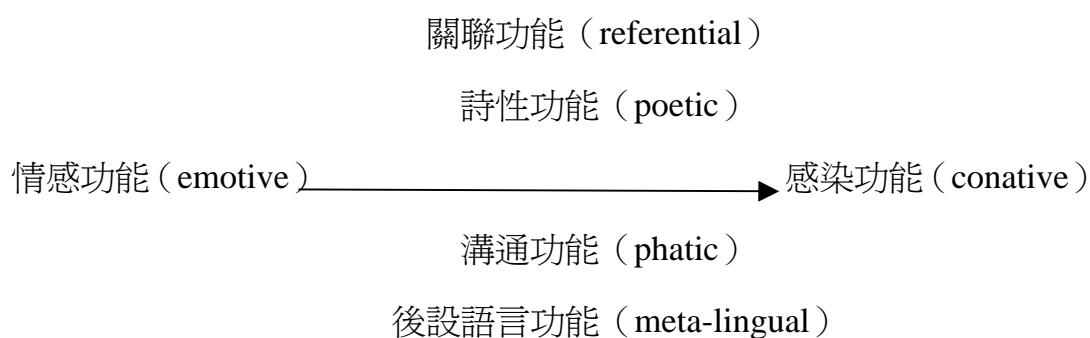 關聯功能（referential）
詩性功能（poetic）
情感功能（emotive） 感染功能（conative）
溝通功能（phatic）
後設語言功能（meta-lingual）